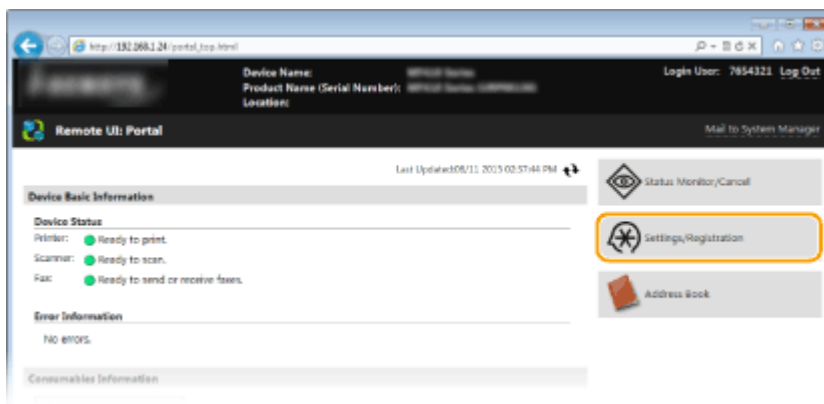 http://192.168.1.24/portal_top.html
Device Name:
Product Name (Serial Number):
Location:
Login User: 7654321 Log Out
Remote UI: Portal
Mail to System Manager
Last Updated:08/11 2015 02:57:44 PM
Device Basic Information
Device Status
Printer: Ready to print.
Scanner: Ready to scan.
Fax: Ready to send or receive faxes.
Error Information
No errors.
Consumables Information
Status Monitor/Cancel
Settings/Registration
Address Book